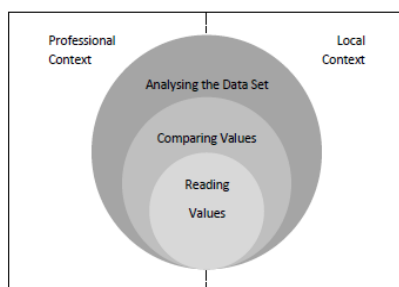 Professional
Context
Local
Context
Analysing the Data Set
Comparing Values
Reading
Values